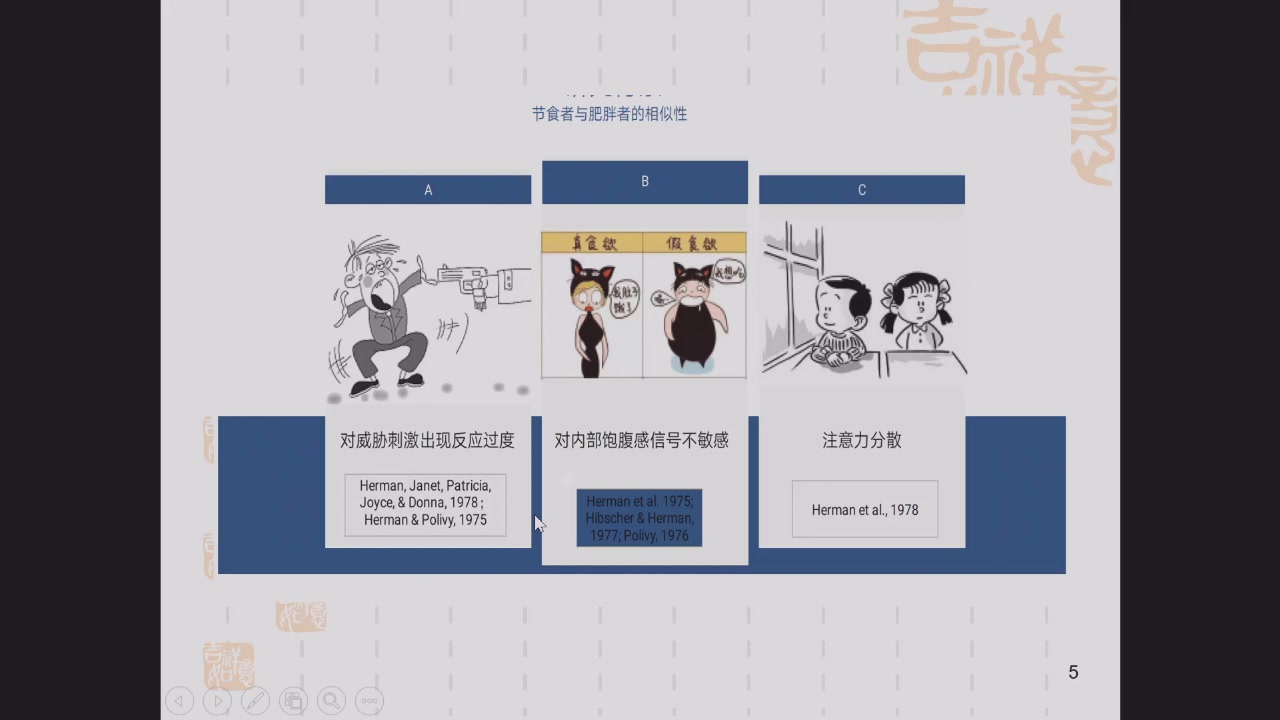 吉祥
节食者与肥胖者的相似性
A
B
C
真食欲
假食欲
对威胁刺激出现反应过度
对内部饱腹感信号不敏感
注意力分散
Herman, Janet, Patricia,
Joyce, & Donna, 1978 ;
Herman & Polivy, 1975
Herman et al. 1975;
Hibscher & Herman,
1977; Polivy, 1976
Herman et al., 1978
5